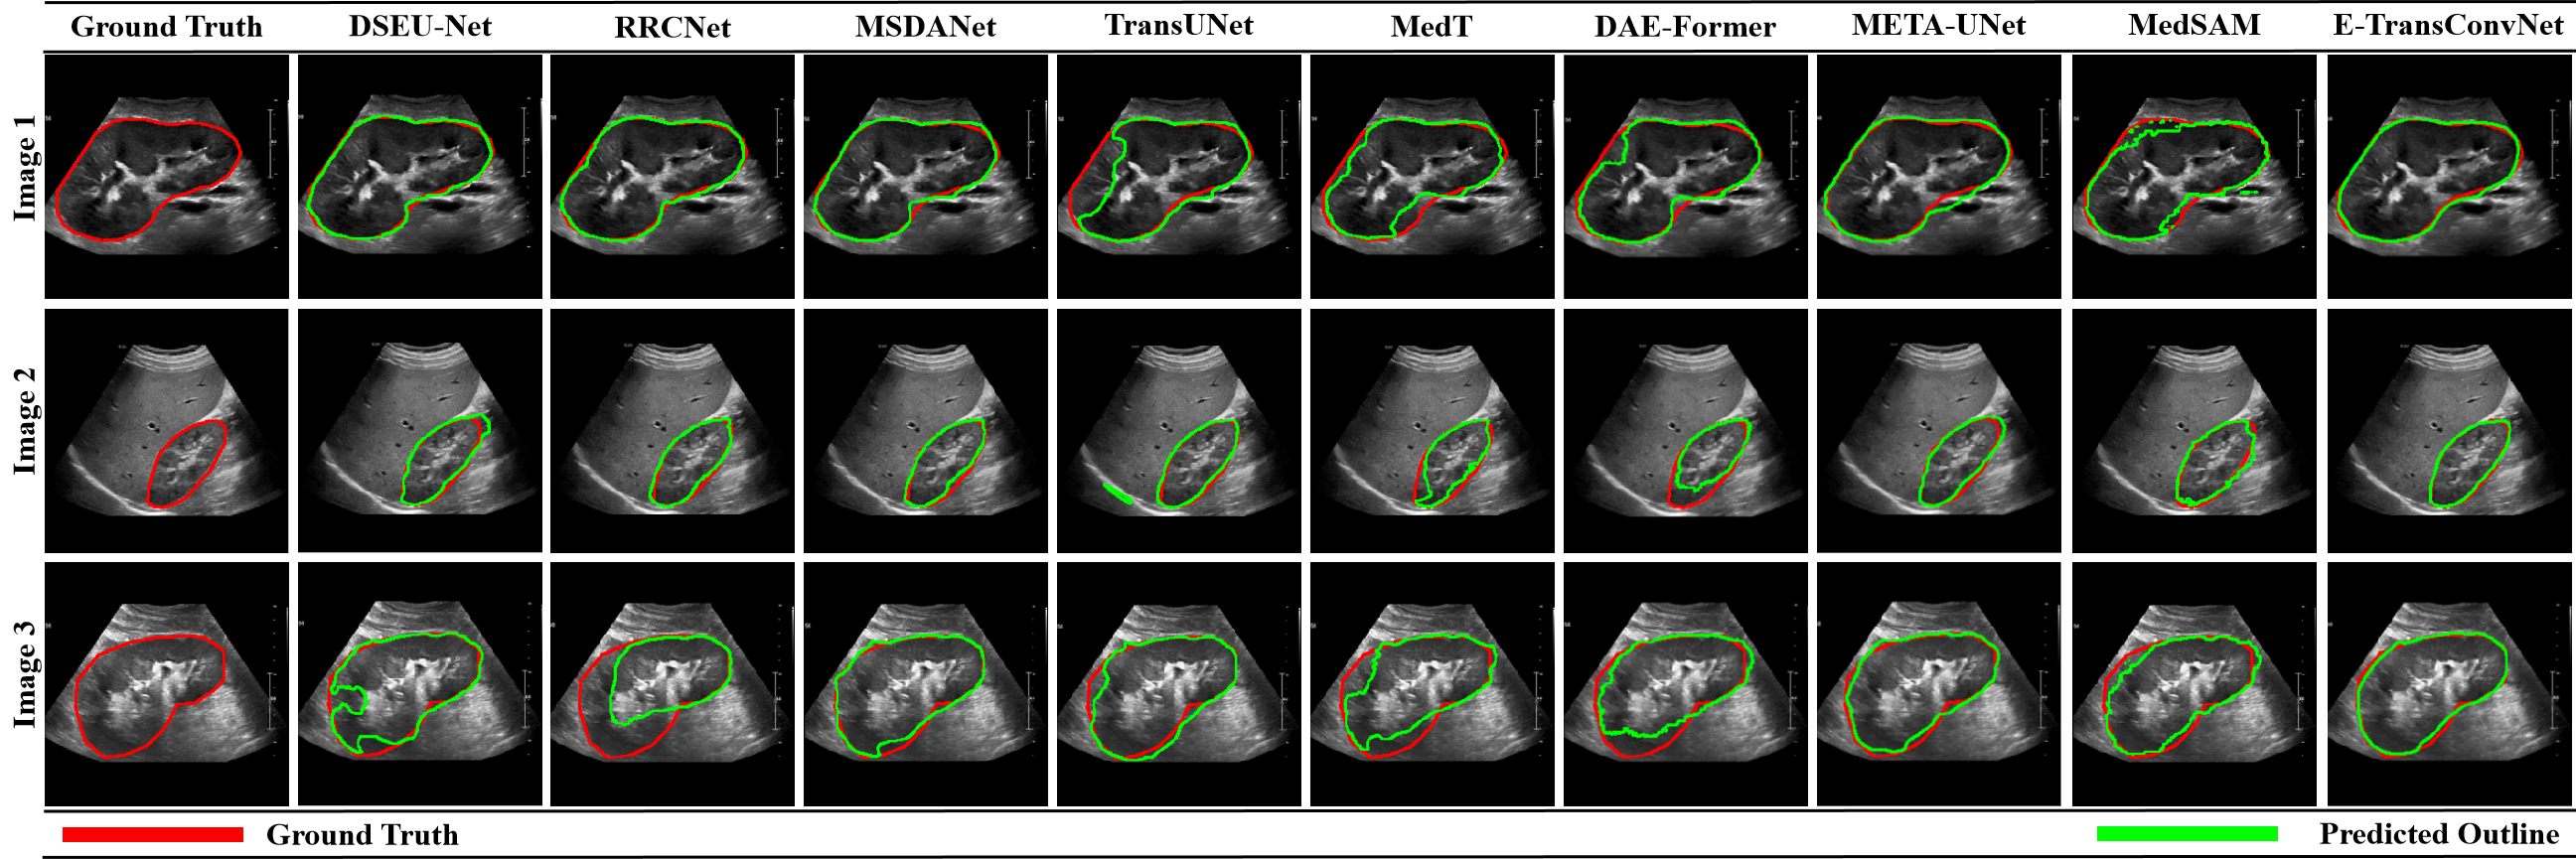 Ground Truth DSEU-Net RRCNet MSDANet TransUNet MedT DAE-Former META-UNet MedSAM E-TransConvNet
Image 1
Image 2
Image 3
Ground Truth Predicted Outline